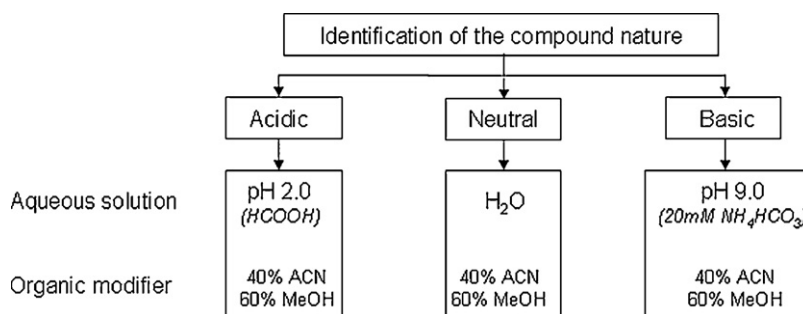 Identification of the compound nature
Acidic Neutral Basic
Aqueous solution pH 2.0 H₂O pH 9.0
(HCOOH) (20mM NH₄HCO₃)
Organic modifier 40% ACN 40% ACN 40% ACN
60% MeOH 60% MeOH 60% MeOH